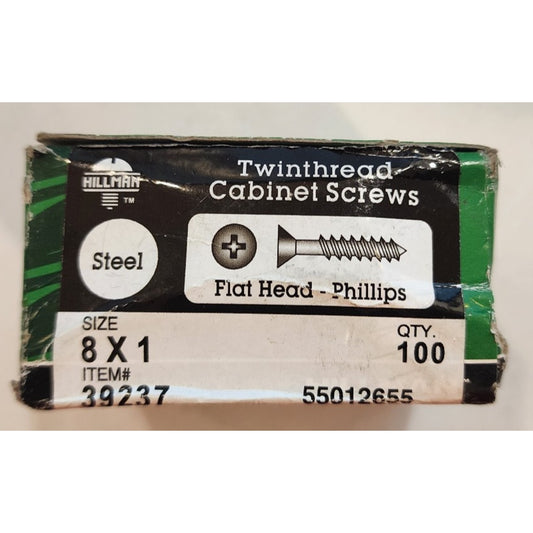 HILLMAN
TM
Twinthread
Cabinet Screws
Steel
Flat Head - Phillips
SIZE
8 X 1
QTY.
100
ITEM#
39237
55012655